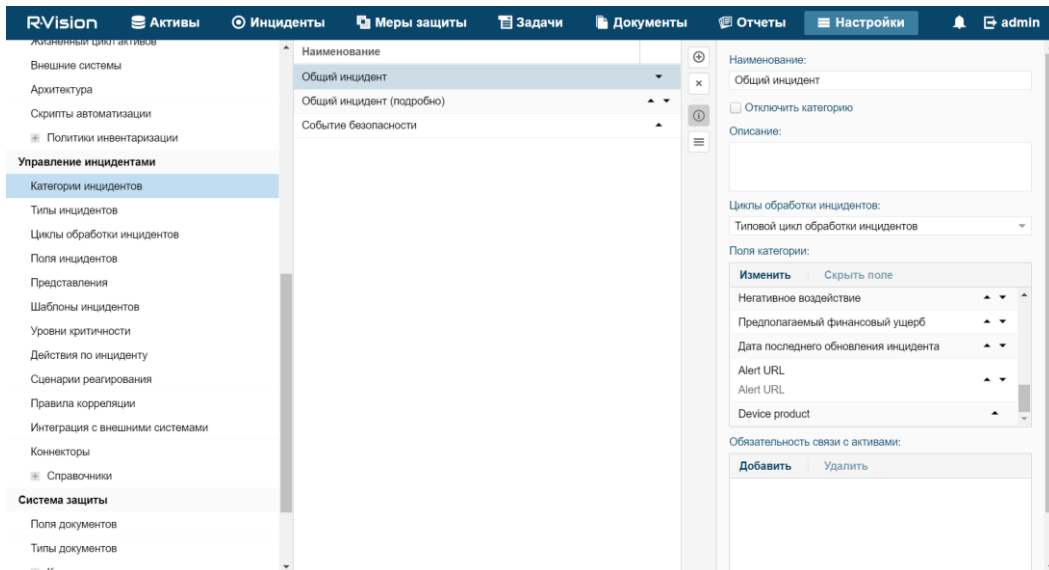 R·Vision
Активы
Инциденты
Меры защиты
Задачи
Документы
Отчеты
Настройки
admin
Жизненный цикл активов
Внешние системы
Архитектура
Скрипты автоматизации
Политики инвентаризации
Управление инцидентами
Категории инцидентов
Типы инцидентов
Циклы обработки инцидентов
Поля инцидентов
Представления
Шаблоны инцидентов
Уровни критичности
Действия по инциденту
Сценарии реагирования
Правила корреляции
Интеграция с внешними системами
Коннекторы
Справочники
Система защиты
Поля документов
Типы документов
Наименование
Общий инцидент
Общий инцидент (подробно)
Событие безопасности
Наименование:
Общий инцидент
Отключить категорию
Описание:
Циклы обработки инцидентов:
Типовой цикл обработки инцидентов
Поля категории:
Изменить
Скрыть поле
Негативное воздействие
Предполагаемый финансовый ущерб
Дата последнего обновления инцидента
Alert URL
Alert URL
Device product
Обязательность связи с активами:
Добавить
Удалить